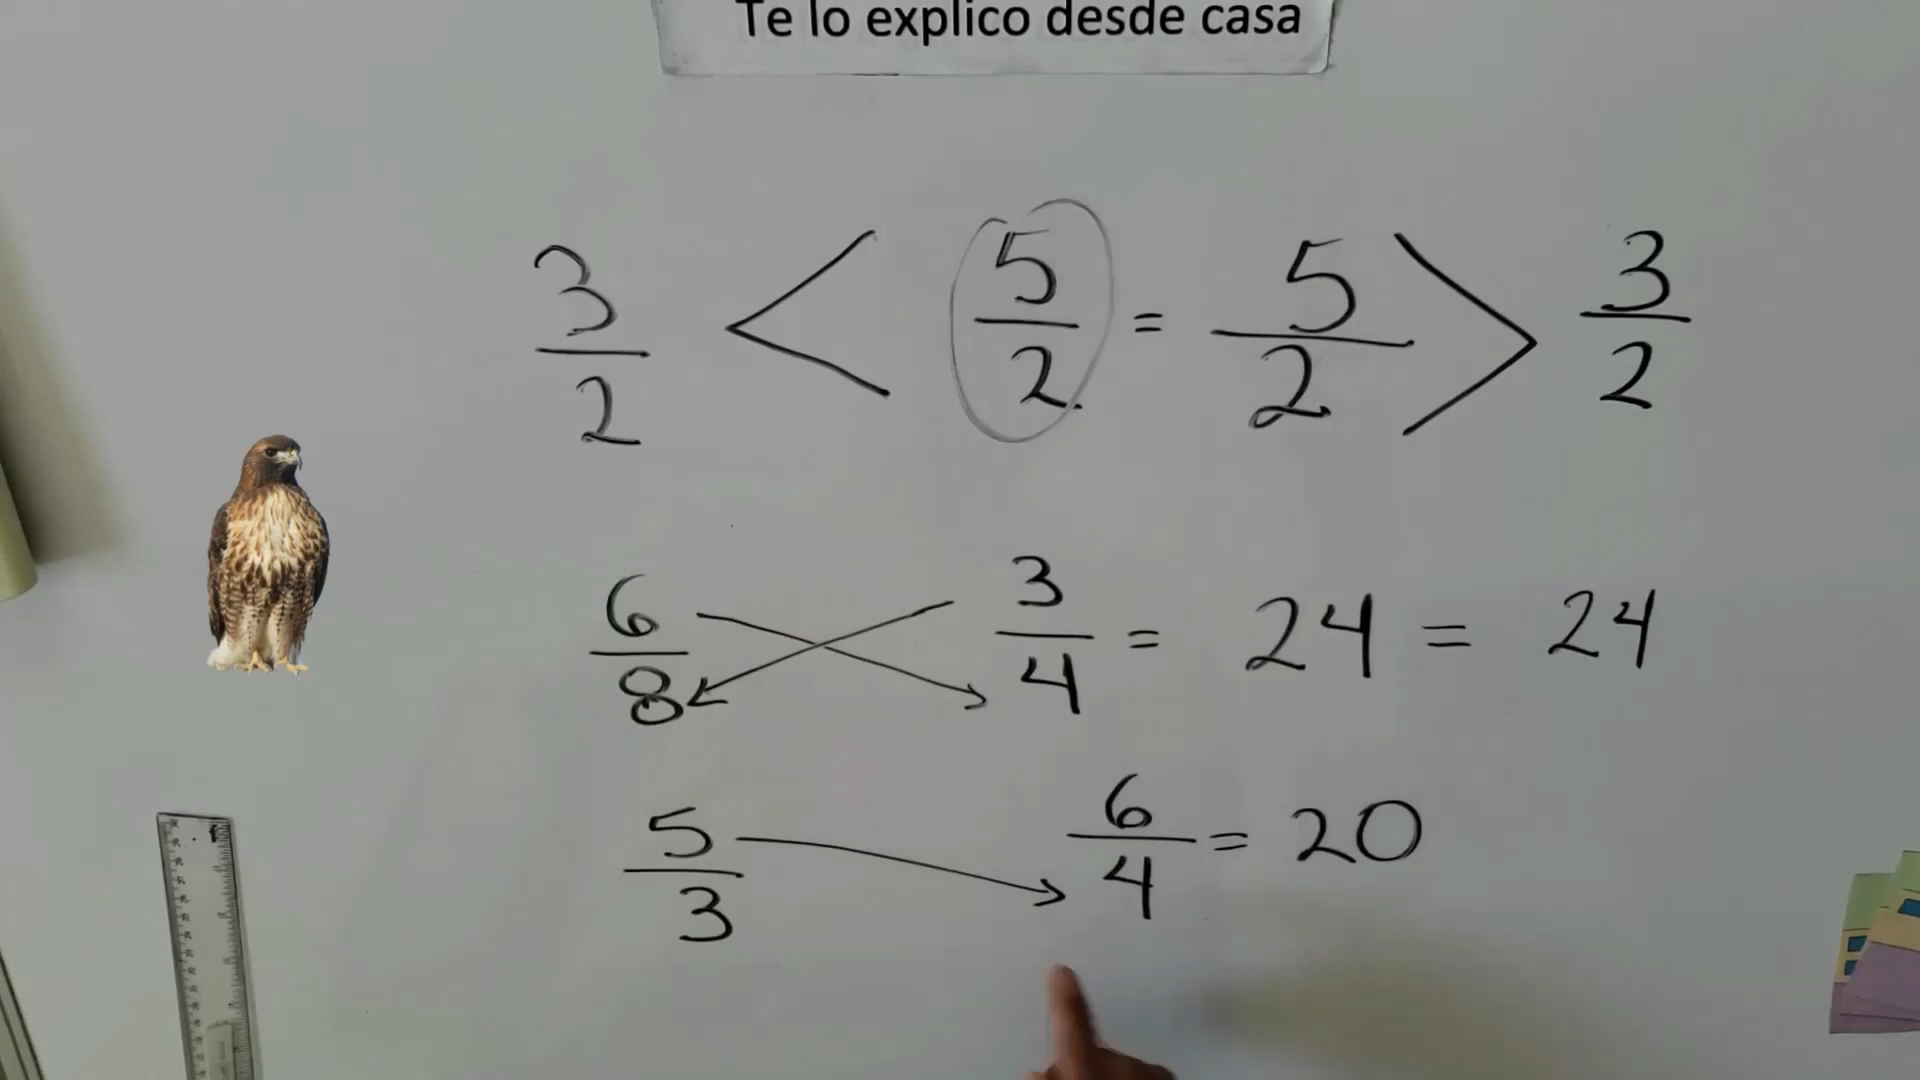 Te lo explico desde casa
3/2 < 5/2 = 5/2 > 3/2
6/8 3/4 = 24 = 24
5/3 6/4 = 20